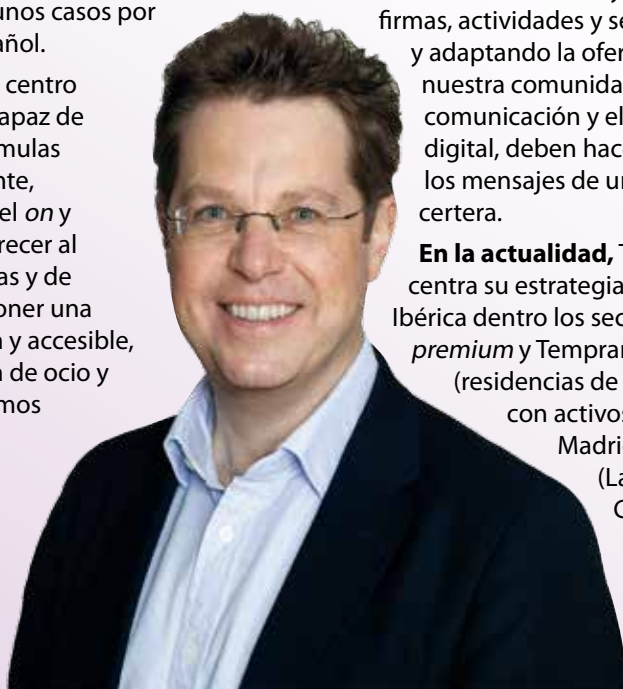 unos casos por
añol.
centro
apaz de
mulas
nte,
el on y
recer al
as y de
oner una
y accesible,
de ocio y
mos
firmas, actividades y se
y adaptando la ofer
nuestra comunida
comunicación y el
digital, deben hace
los mensajes de un
certera.
En la actualidad, T
centra su estrategia
Ibérica dentro los sec
premium y Tempran
(residencias de
con activos
Madri
(La